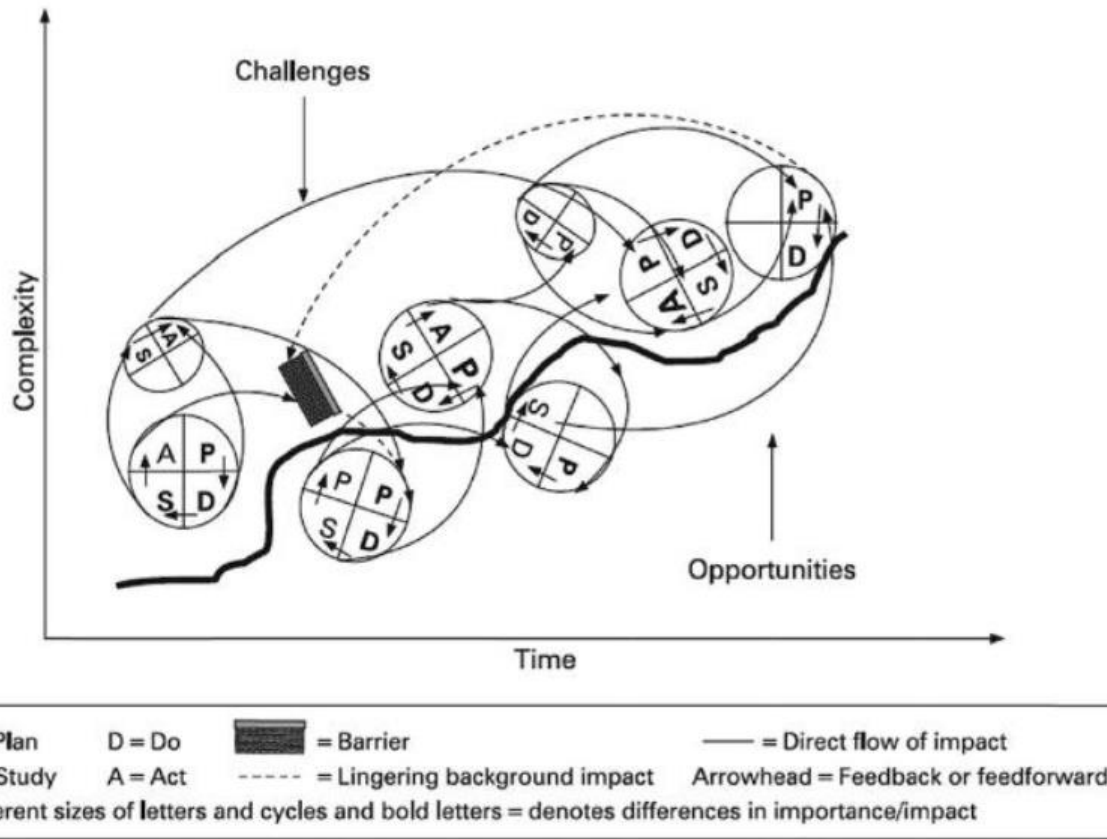 Challenges
Complexity
P
D
D
P
P D
A S
A
S
A
S P
D
S
D P
A P
S D
P P
S D
Opportunities
Time
Plan D = Do = Barrier = Direct flow of impact
Study A = Act = Lingering background impact Arrowhead = Feedback or feedforward
erent sizes of letters and cycles and bold letters = denotes differences in importance/impact